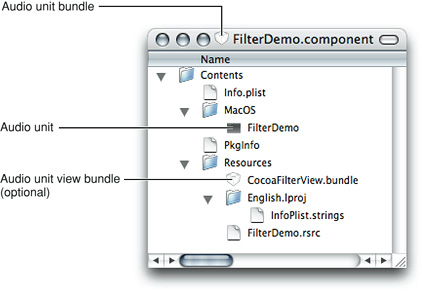 Audio unit bundle
FilterDemo.component
Name
Contents
Info.plist
MacOS
Audio unit
FilterDemo
PkgInfo
Resources
Audio unit view bundle
(optional)
CocoaFilterView.bundle
English.lproj
InfoPlist.strings
FilterDemo.rsrc